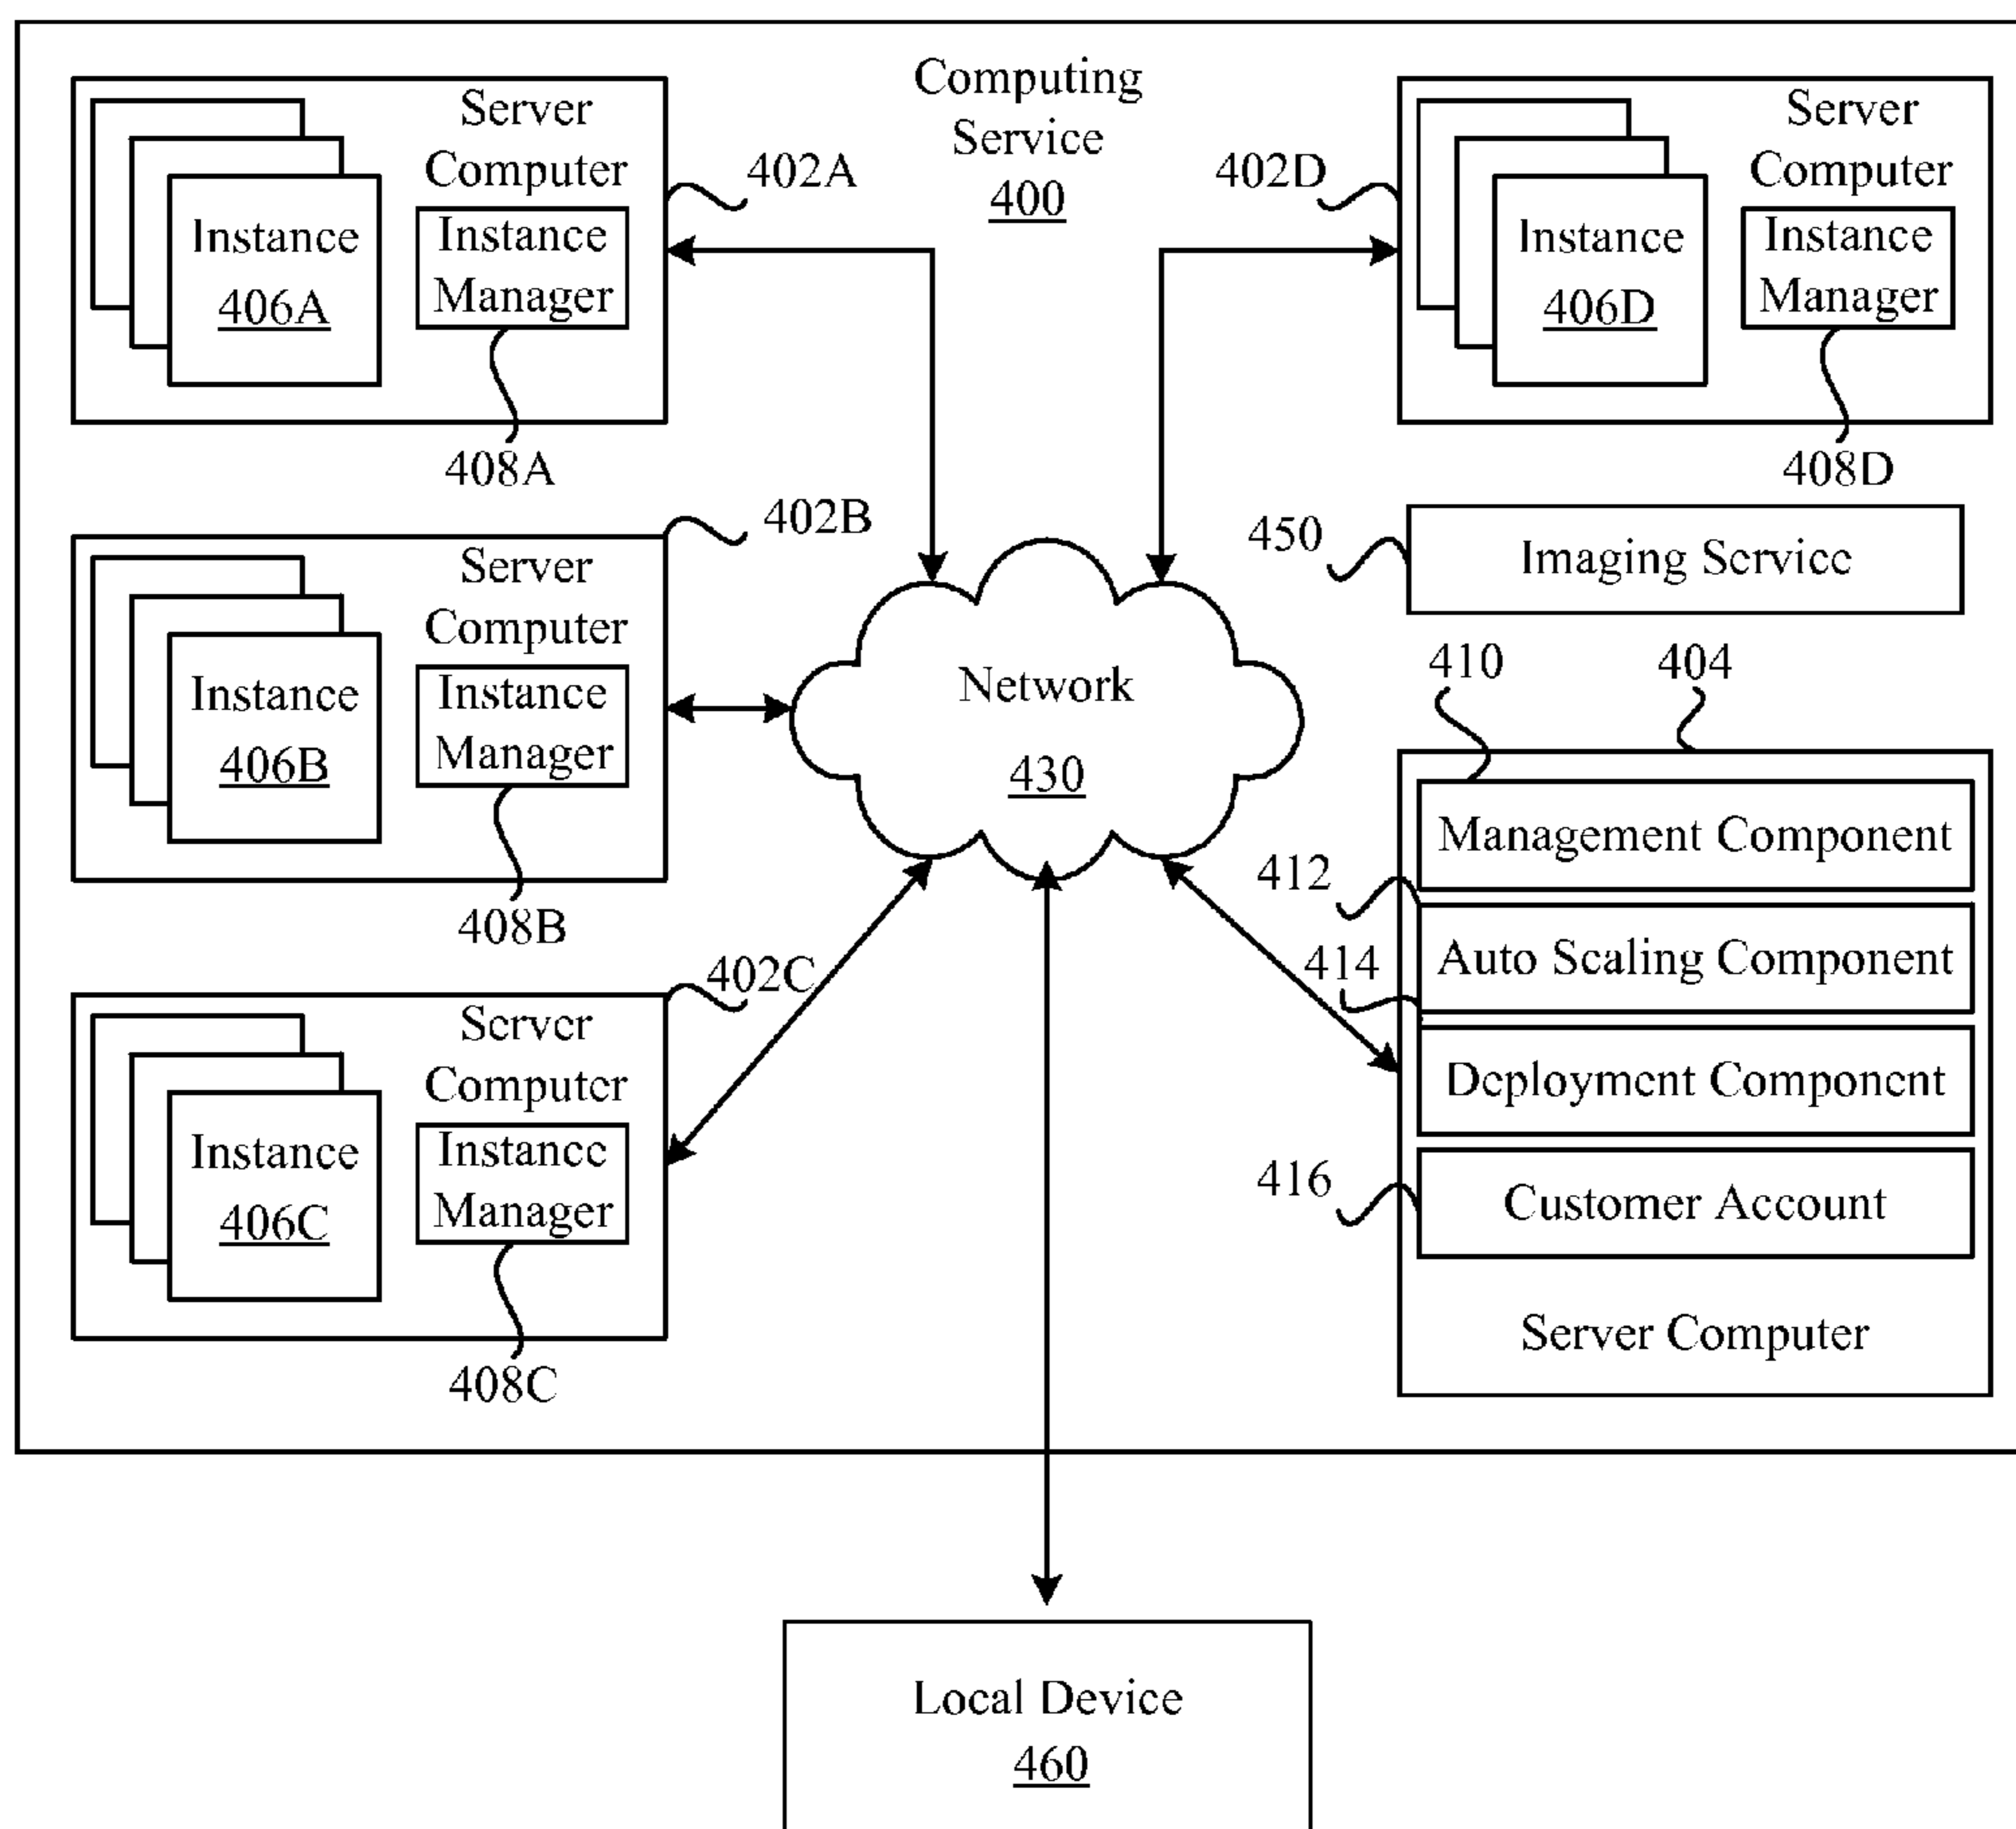 Computing
Service
400
Server
Computer
Instance
406A
Instance
Manager
402A
408A
Server
Computer
Instance
406D
Instance
Manager
402D
408D
402B
Server
Computer
Instance
406B
Instance
Manager
408B
450
Imaging Service
Network
430
410
404
Management Component
412
Auto Scaling Component
414
Deployment Component
416
Customer Account
Server Computer
402C
Server
Computer
Instance
406C
Instance
Manager
408C
Local Device
460